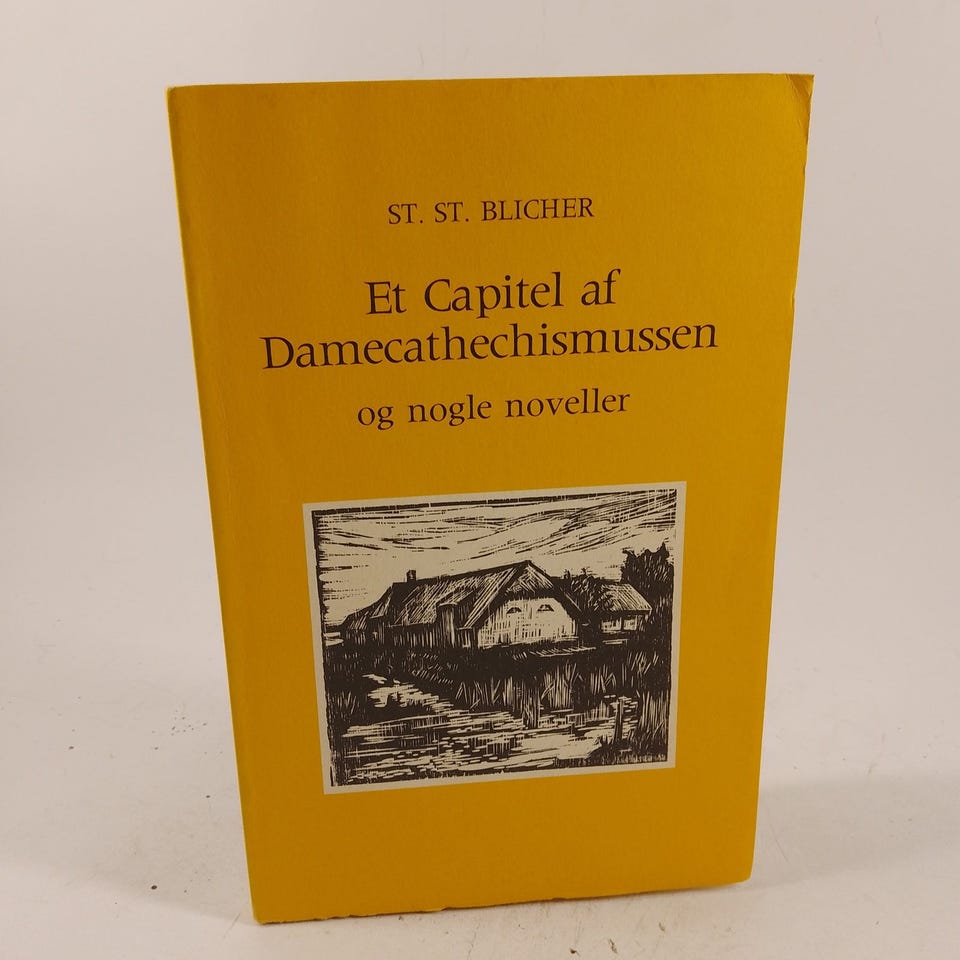 ST. ST. BLICHER
Et Capitel af
Damecathechismussen
og nogle noveller